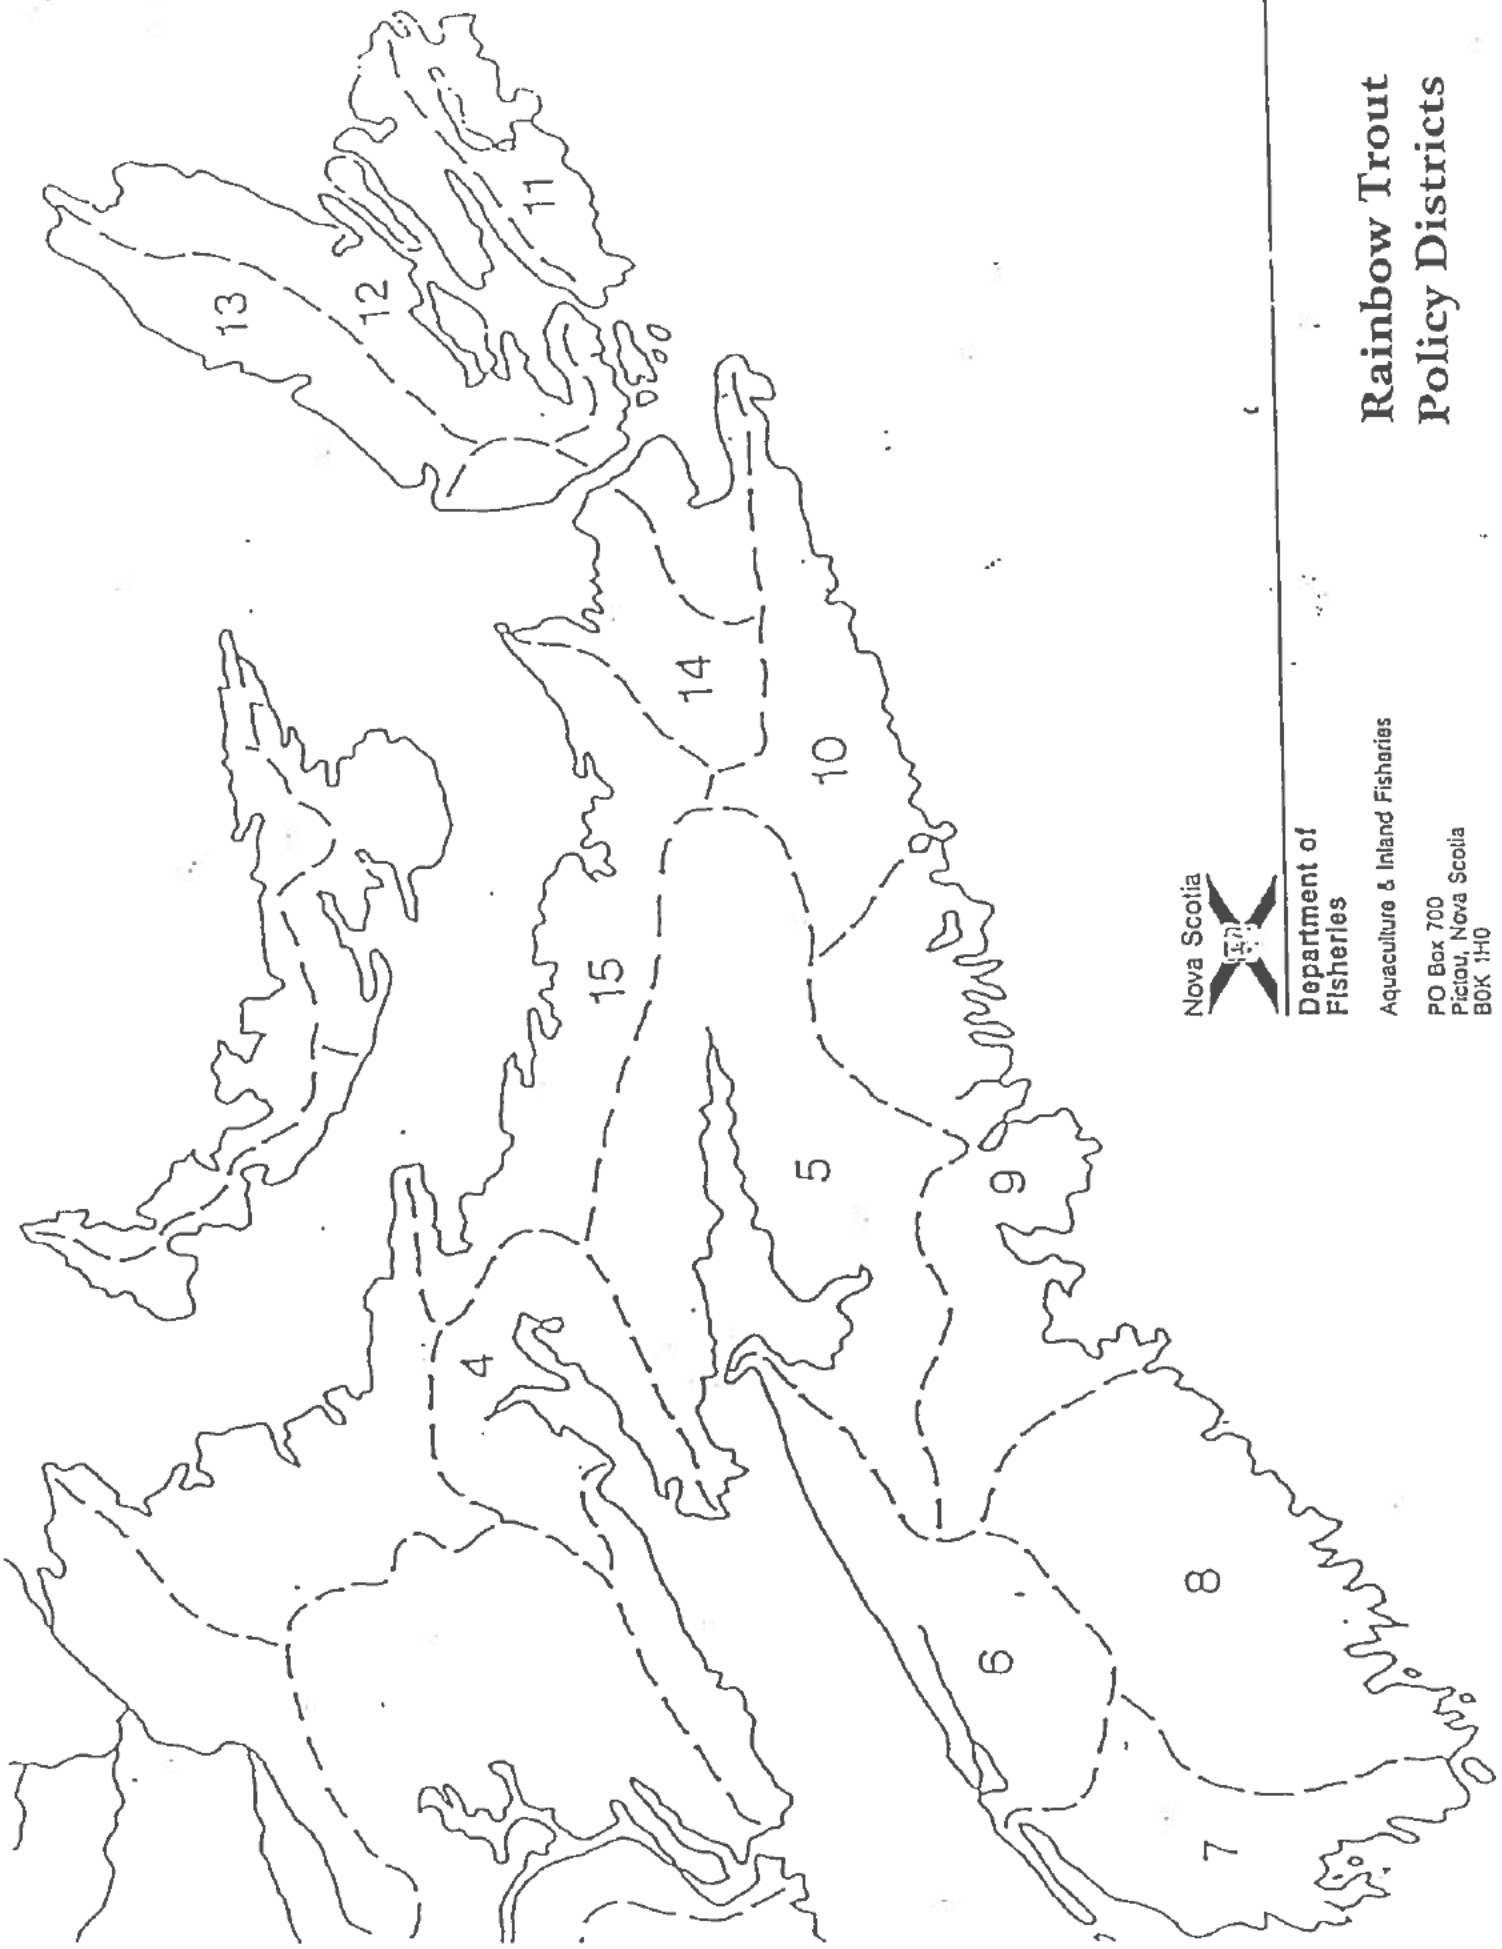 13
12
11
14
15
10
4
5
9
6
8
7
Nova Scotia
Department of
Fisheries
Aquaculture & Inland Fisheries
PO Box 700
Pictou, Nova Scotia
B0K 1H0
Rainbow Trout
Policy Districts